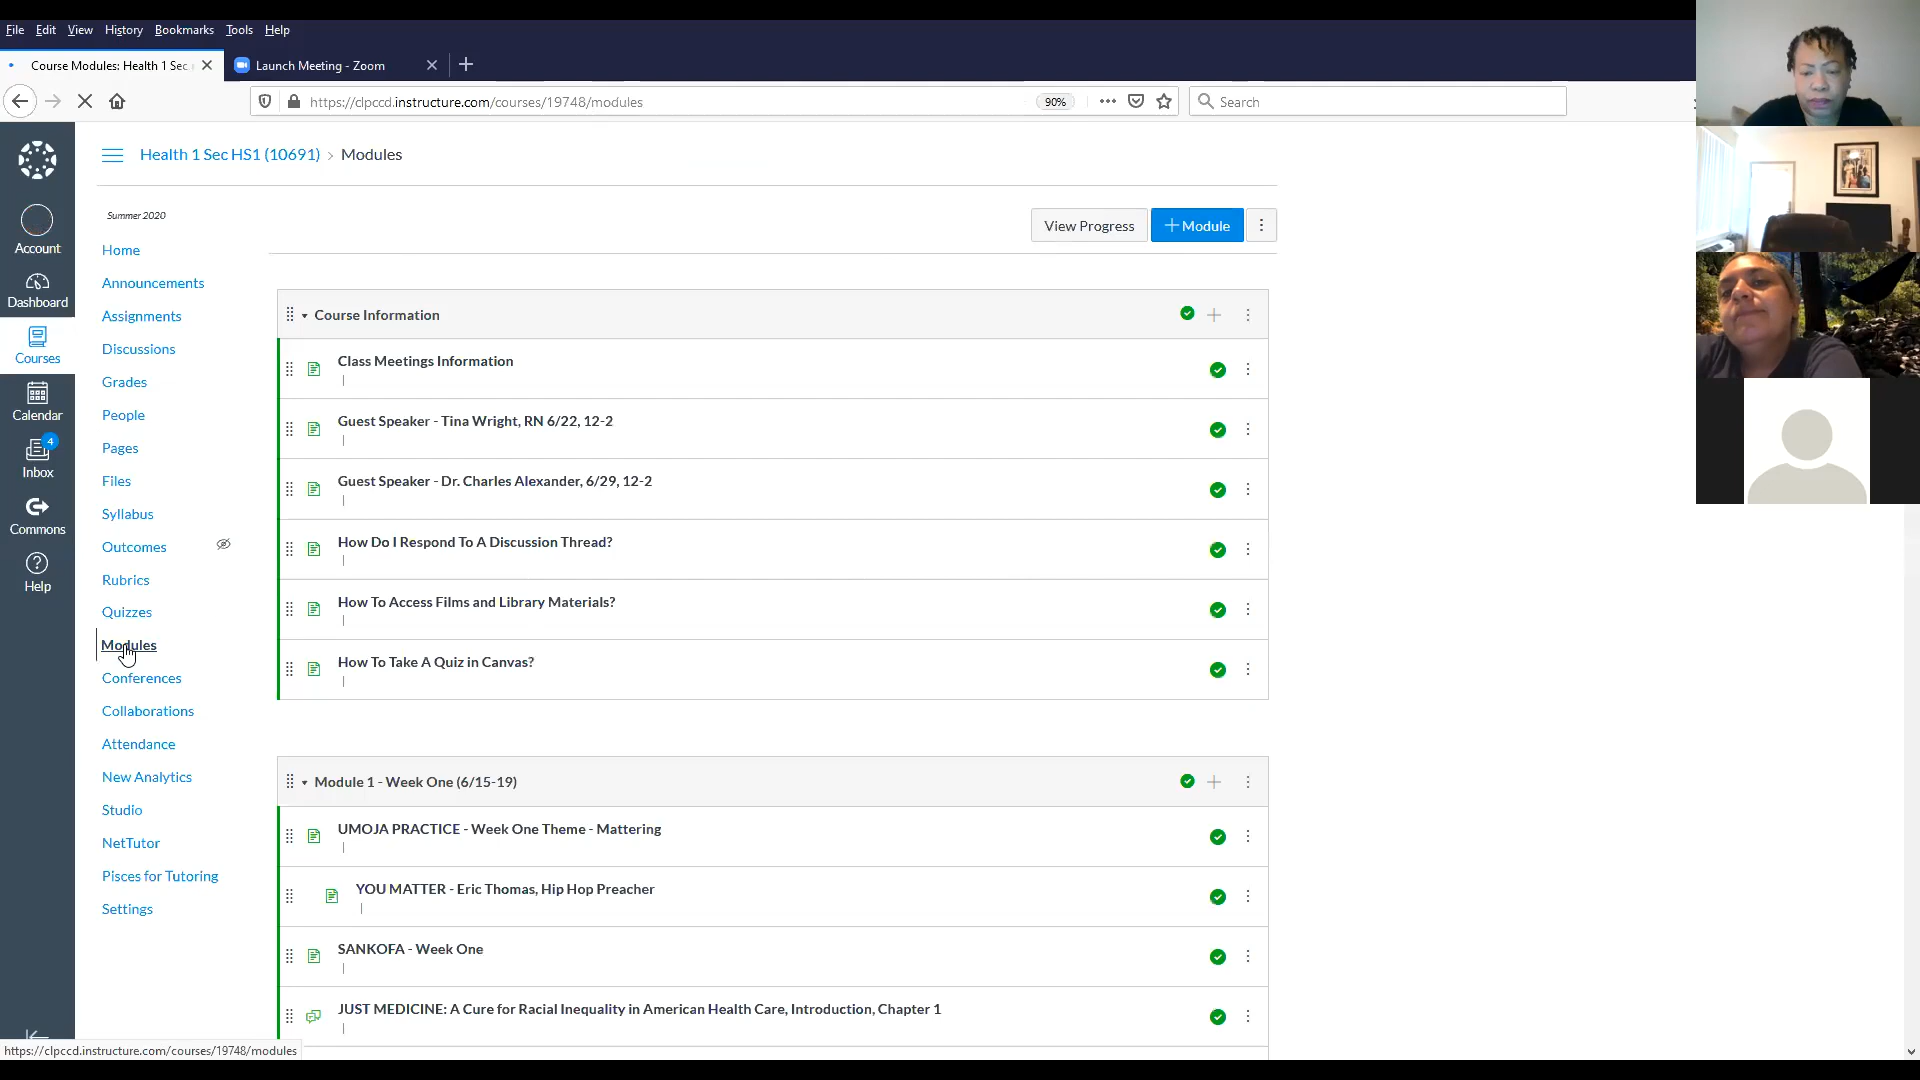 File Edit View History Bookmarks Tools Help
Course Modules: Health 1 Sec
Launch Meeting - Zoom
https://clpccd.instructure.com/courses/19748/modules
90%
Search
Health 1 Sec HS1 (10691) > Modules
Account
Dashboard
Courses
Calendar
4
Inbox
Commons
Help
Summer 2020
Home
Announcements
Assignments
Discussions
Grades
People
Pages
Files
Syllabus
Outcomes
Rubrics
Quizzes
Modules
Conferences
Collaborations
Attendance
New Analytics
Studio
NetTutor
Pisces for Tutoring
Settings
View Progress
+ Module
Course Information
Class Meetings Information
Guest Speaker - Tina Wright, RN 6/22, 12-2
Guest Speaker - Dr. Charles Alexander, 6/29, 12-2
How Do I Respond To A Discussion Thread?
How To Access Films and Library Materials?
How To Take A Quiz in Canvas?
Module 1 - Week One (6/15-19)
UMOJA PRACTICE - Week One Theme - Mattering
YOU MATTER - Eric Thomas, Hip Hop Preacher
SANKOFA - Week One
JUST MEDICINE: A Cure for Racial Inequality in American Health Care, Introduction, Chapter 1
https://clpccd.instructure.com/courses/19748/modules